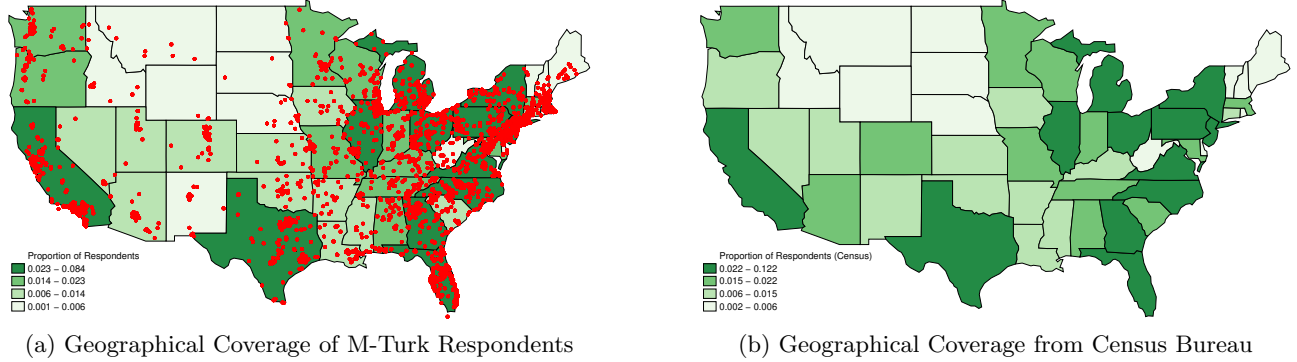 Proportion of Respondents
0.023 − 0.084
0.014 − 0.023
0.006 − 0.014
0.001 − 0.006
(a) Geographical Coverage of M-Turk Respondents
Proportion of Respondents (Census)
0.022 − 0.122
0.015 − 0.022
0.006 − 0.015
0.002 − 0.006
(b) Geographical Coverage from Census Bureau